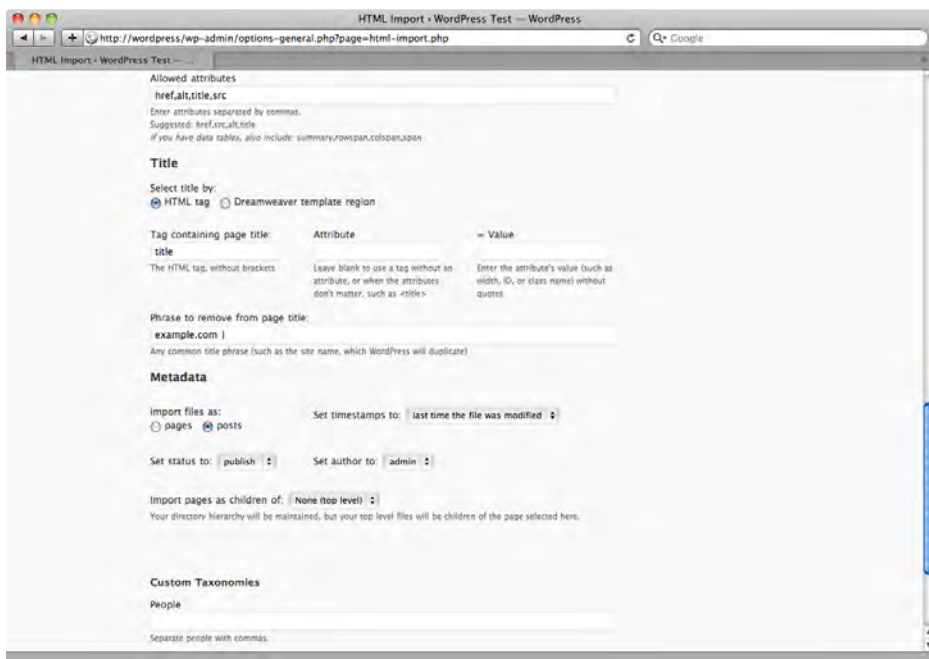 HTML Import ‹ WordPress Test — WordPress
http://wordpress/wp-admin/options-general.php?page=html-import.php
Google
HTML Import ‹ WordPress Test — ...
Allowed attributes
href,alt,title,src
Enter attributes separated by commas.
Suggested: href,src,alt,title
If you have data tables, also include: summary,rowspan,colspan,span
Title
Select title by:
HTML tag Dreamweaver template region
Tag containing page title: Attribute = Value
title
The HTML tag, without brackets Leave blank to use a tag without an Enter the attribute's value (such as
attribute, or when the attributes width, ID, or class name) without
don't matter, such as <title> quotes
Phrase to remove from page title:
example.com |
Any common title phrase (such as the site name, which WordPress will duplicate)
Metadata
Import files as: Set timestamps to: last time the file was modified
pages posts
Set status to: publish Set author to: admin
Import pages as children of: None (top level)
Your directory hierarchy will be maintained, but your top level files will be children of the page selected here.
Custom Taxonomies
People
Separate people with commas.